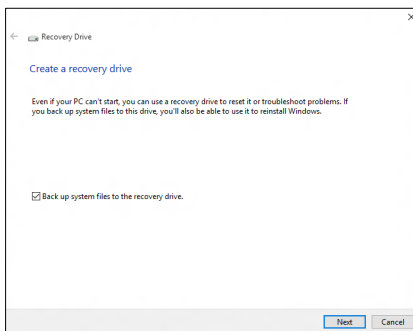 Recovery Drive
Create a recovery drive
Even if your PC can't start, you can use a recovery drive to reset it or troubleshoot problems. If
you back up system files to this drive, you'll also be able to use it to reinstall Windows.
Back up system files to the recovery drive.
Next Cancel